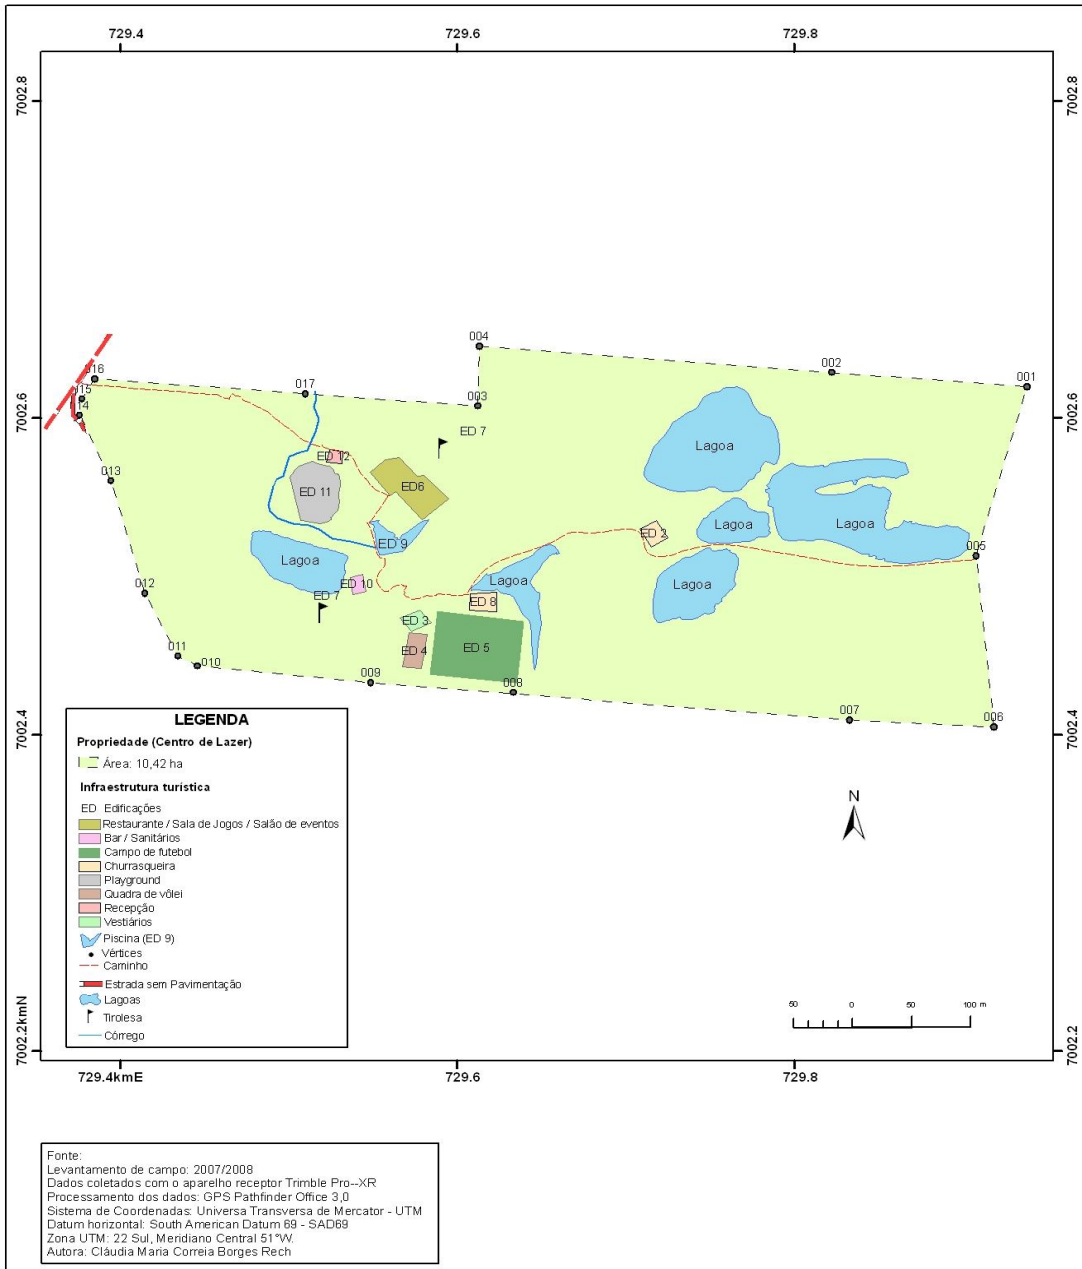 729.4
729.6
729.8
7002.8
7002.8
004
002
001
016
017
003
015
14
7002.6
7002.6
ED 7
Lagoa
013
ED 12
ED6
ED 11
Lagoa
Lagoa
ED 2
ED 9
005
Lagoa
Lagoa
Lagoa
ED 10
012
ED 7
ED 8
ED 3
ED 4
ED 5
011
010
009
008
007
006
7002.4
7002.4
LEGENDA
Propriedade (Centro de Lazer)
Área: 10,42 ha
Infraestrutura turística
ED Edificações
Restaurante / Sala de Jogos / Salão de eventos
Bar / Sanitários
Campo de futebol
Churrasqueira
Playground
Quadra de vôlei
Recepção
Vestiários
Piscina (ED 9)
Vértices
Caminho
Estrada sem Pavimentação
Lagoas
Tirolesa
Córrego
N
50 0 50 100 m
7002.2kmN
7002.2
729.4kmE
729.6
729.8
Fonte:
Levantamento de campo: 2007/2008
Dados coletados com o aparelho receptor Trimble Pro--XR
Processamento dos dados: GPS Pathfinder Office 3,0
Sistema de Coordenadas: Universa Transversa de Mercator - UTM
Datum horizontal: South American Datum 69 - SAD69
Zona UTM: 22 Sul, Meridiano Central 51°W.
Autora: Cláudia Maria Correia Borges Rech